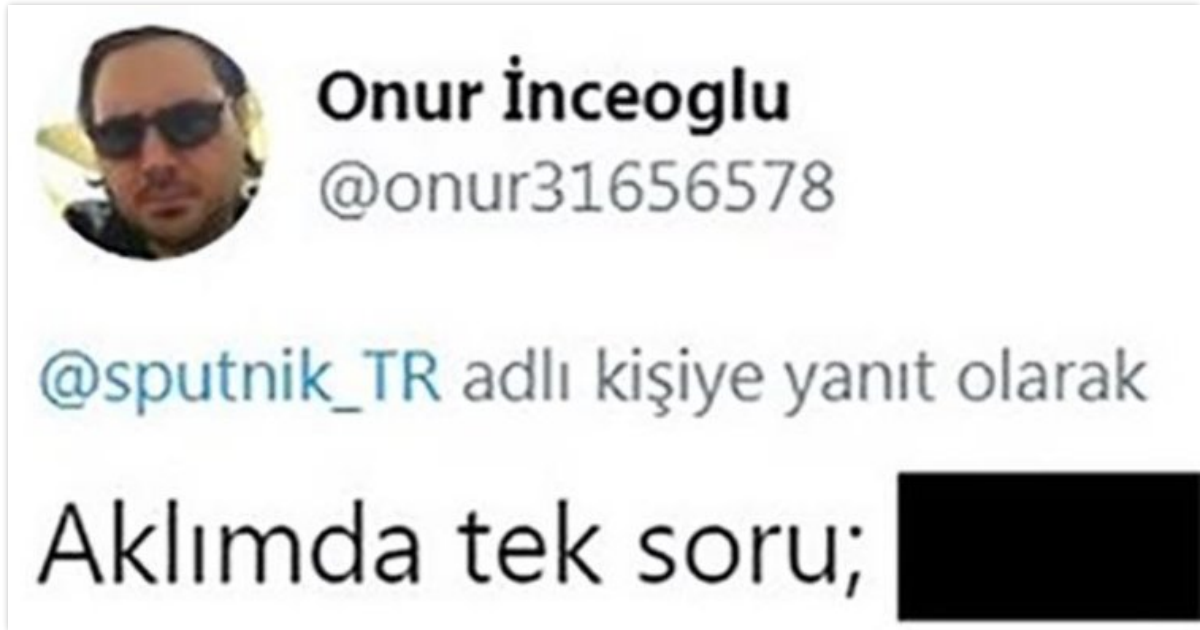 Onur İnceoglu
@onur31656578
@sputnik_TR adlı kişiye yanıt olarak
Aklımda tek soru;